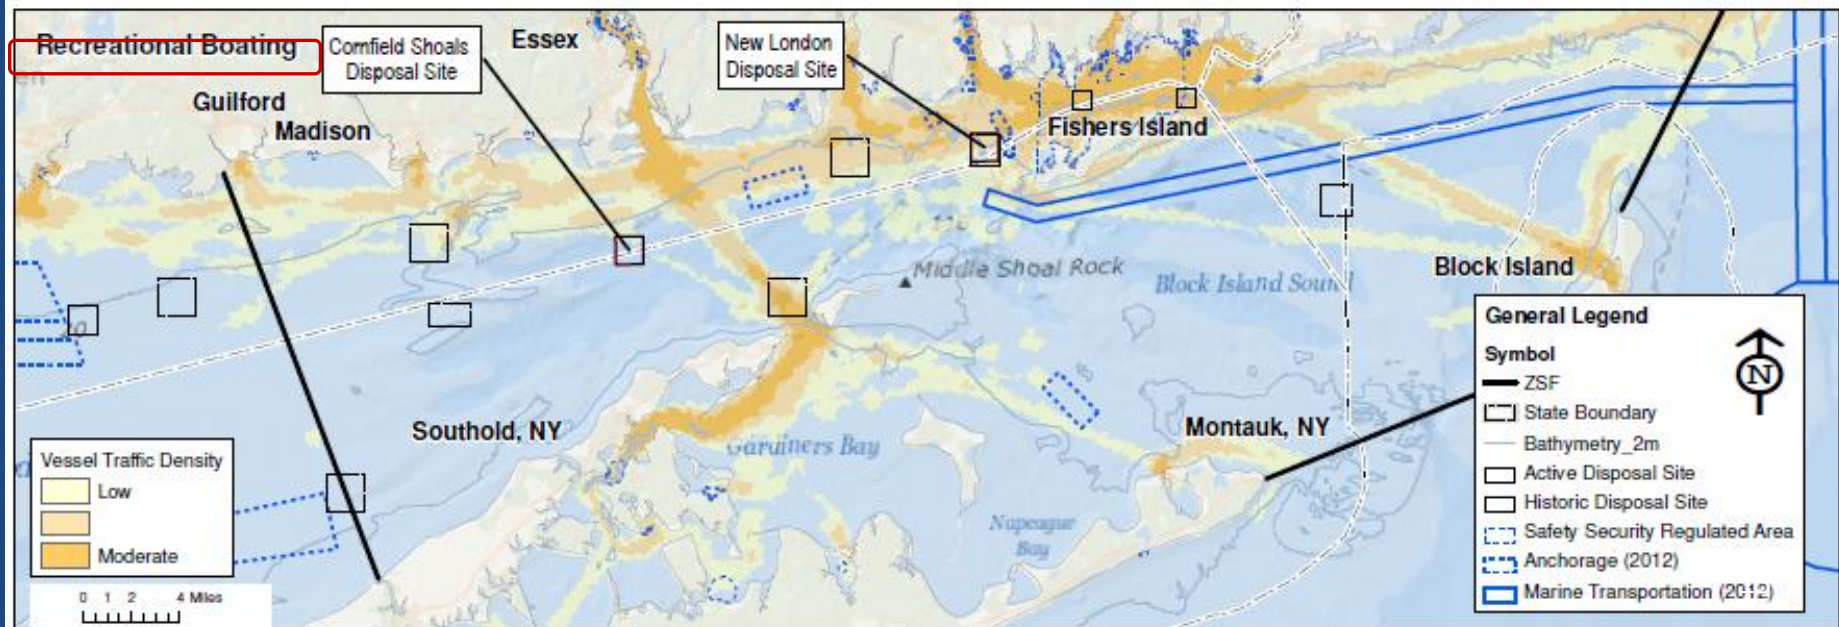 Recreational Boating
Cornfield Shoals
Disposal Site
Essex
New London
Disposal Site
en
Guilford
Madison
Fishers Island
Middle Shoal Rock
Block Island Sound
Block Island
20
Southold, NY
Gardiners Bay
Montauk, NY
Napeague
Bay
Vessel Traffic Density
Low
Moderate
0 1 2 4 Miles
General Legend
Symbol
ZSF
State Boundary
Bathymetry_2m
Active Disposal Site
Historic Disposal Site
Safety Security Regulated Area
Anchorage (2012)
Marine Transportation (2012)
N